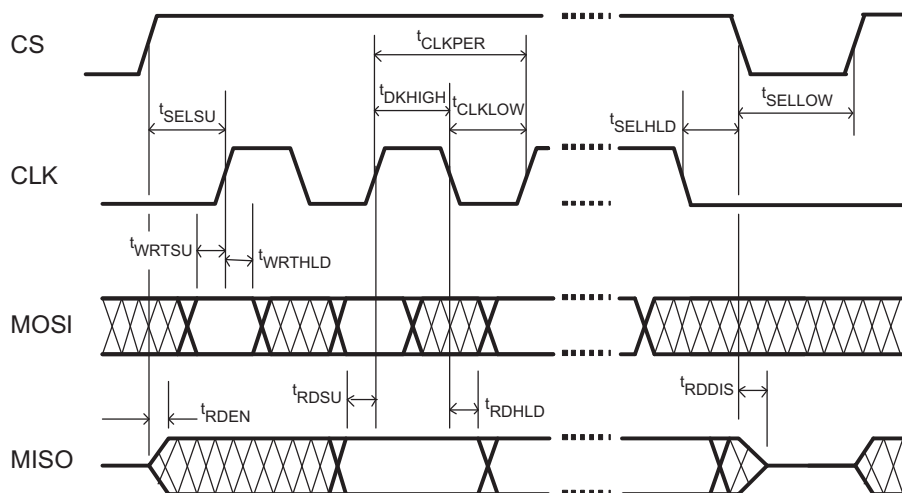 CS
tCLKPER
tDKHIGH
tCLKLOW
tSELSU
tSELHLD
tSELLOW
CLK
tWRTSU
tWRTHLD
MOSI
tRDEN
tRDSU
tRDHLD
tRDDIS
MISO